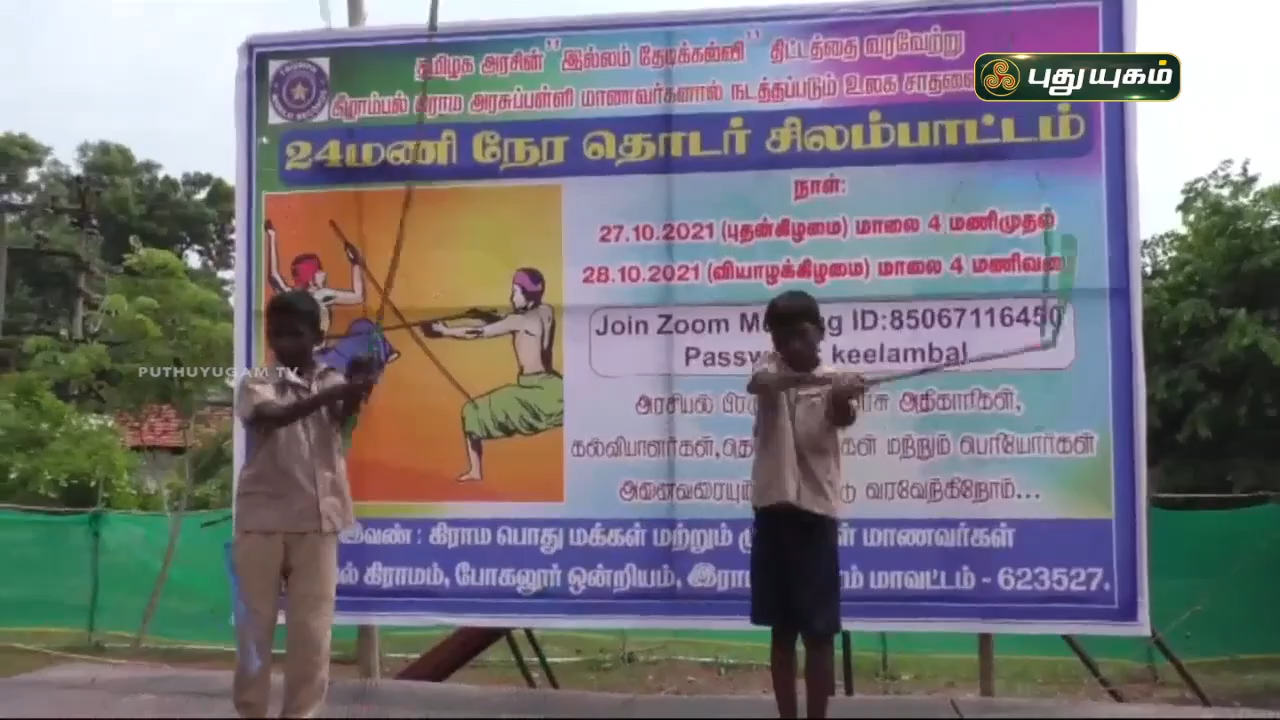 தமிழக அரசின் "இல்லம் தேடிக்கல்வி" திட்டத்தை வரவேற்று
கிராம அரசுப்பள்ளி மாணவர்களால் நடத்தப்படும் உலக சாதனை
புதுயுகம்
24மணி நேர தொடர் சிலம்பாட்டம்
நாள்:
27.10.2021 (புதன்கிழமை) மாலை 4 மணிமுதல்
28.10.2021 (வியாழக்கிழமை) மாலை 4 மணிவரை
Join Zoom ID:85067116450
keelambal
PUTHUYUGAM TV
அரசியல் அதிகாரிகள்,
கல்வியாளர்கள், மற்றும் பெரியோர்கள்
வரவேற்கிறோம்...
இவண் : கிராம பொது மக்கள் மற்றும் மாணவர்கள்
கிராமம், போகலூர் ஒன்றியம், மாவட்டம் - 623527.